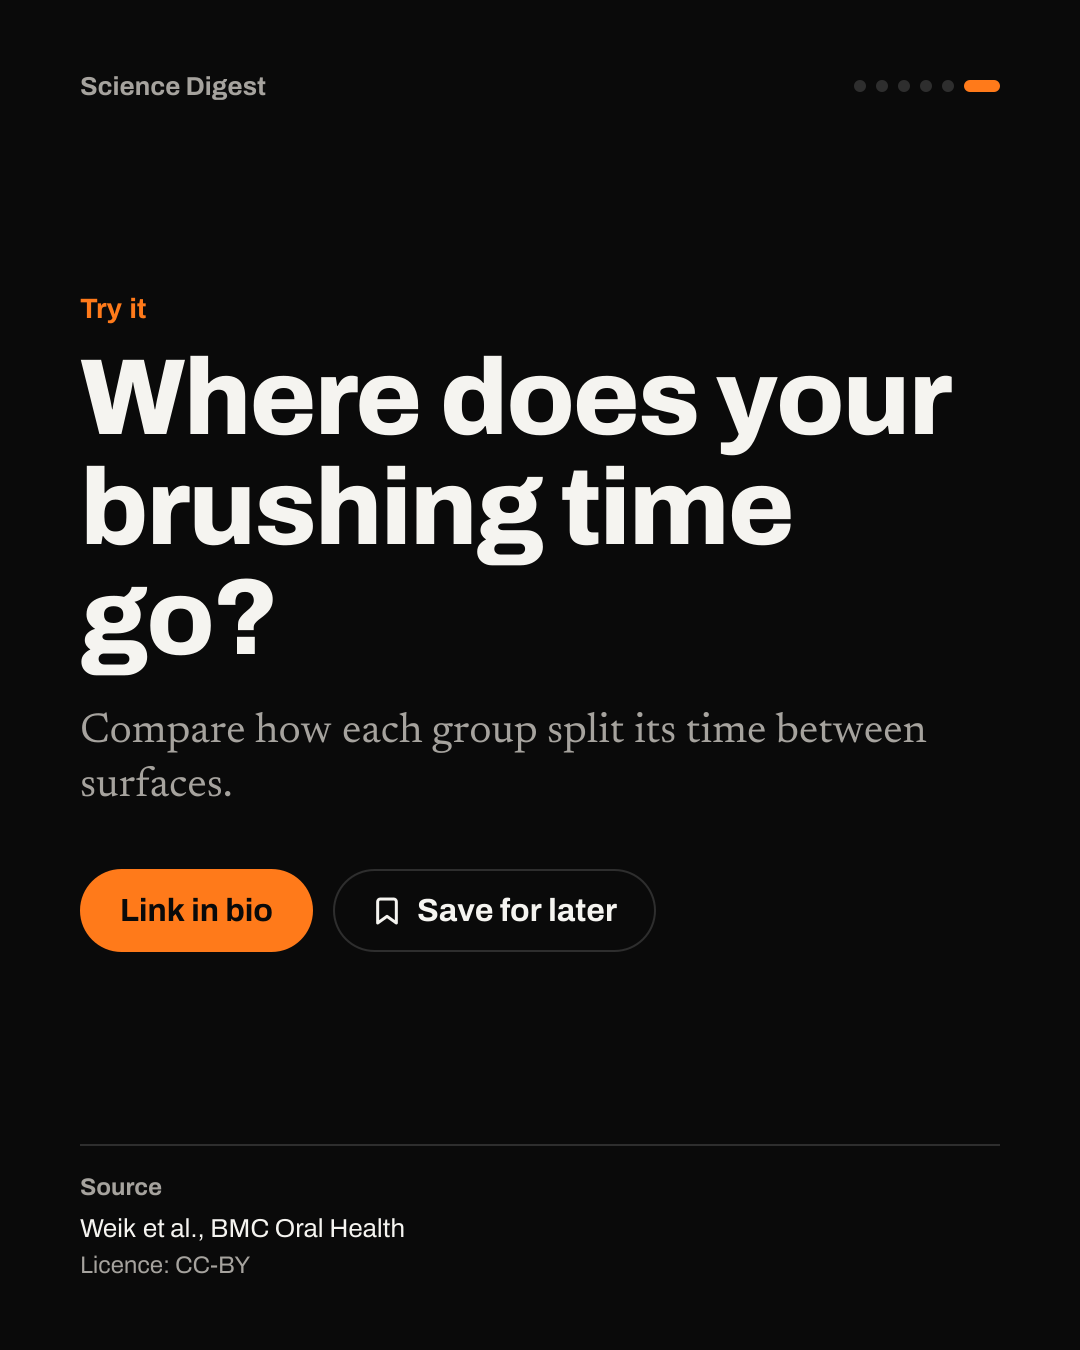 Science Digest
Try it
Where does your
brushing time
go?
Compare how each group split its time between
surfaces.
Link in bio
Save for later
Source
Weik et al., BMC Oral Health
Licence: CC-BY